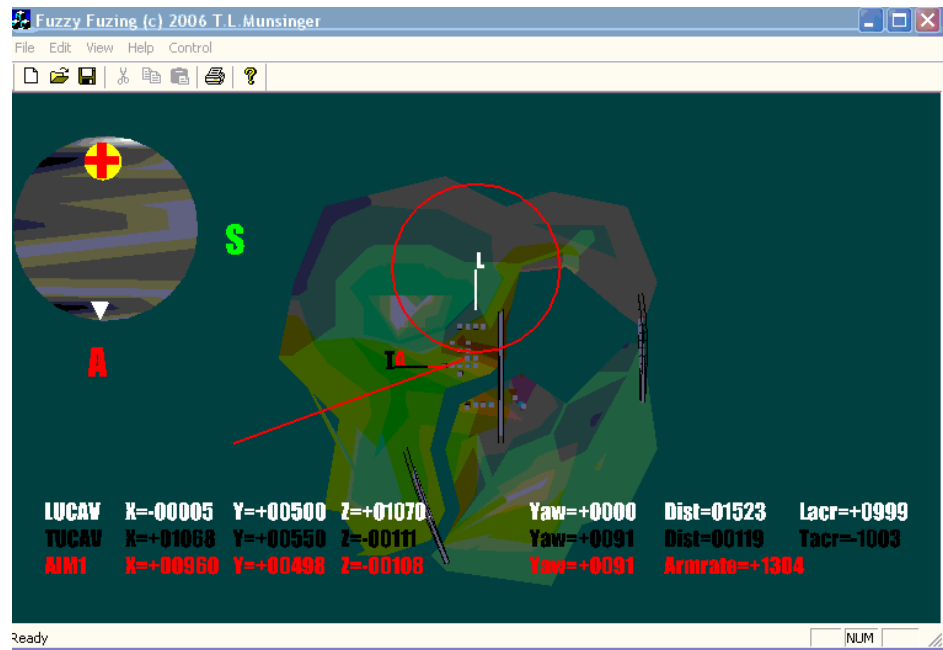 Fuzzy Fuzing (c) 2006 T.L.Munsinger
File Edit View Help Control
S
L
A
T A
LUCAV X=-00005 Y=+00500 Z=+01070 Yaw=+0000 Dist=01523 Lacr=+0999
TUCAV X=+01068 Y=+00550 Z=-00111 Yaw=+0091 Dist=00119 Tacr=-1003
AIM1 X=+00960 Y=+00498 Z=-00108 Yaw=+0091 Armrate=+1304
Ready NUM